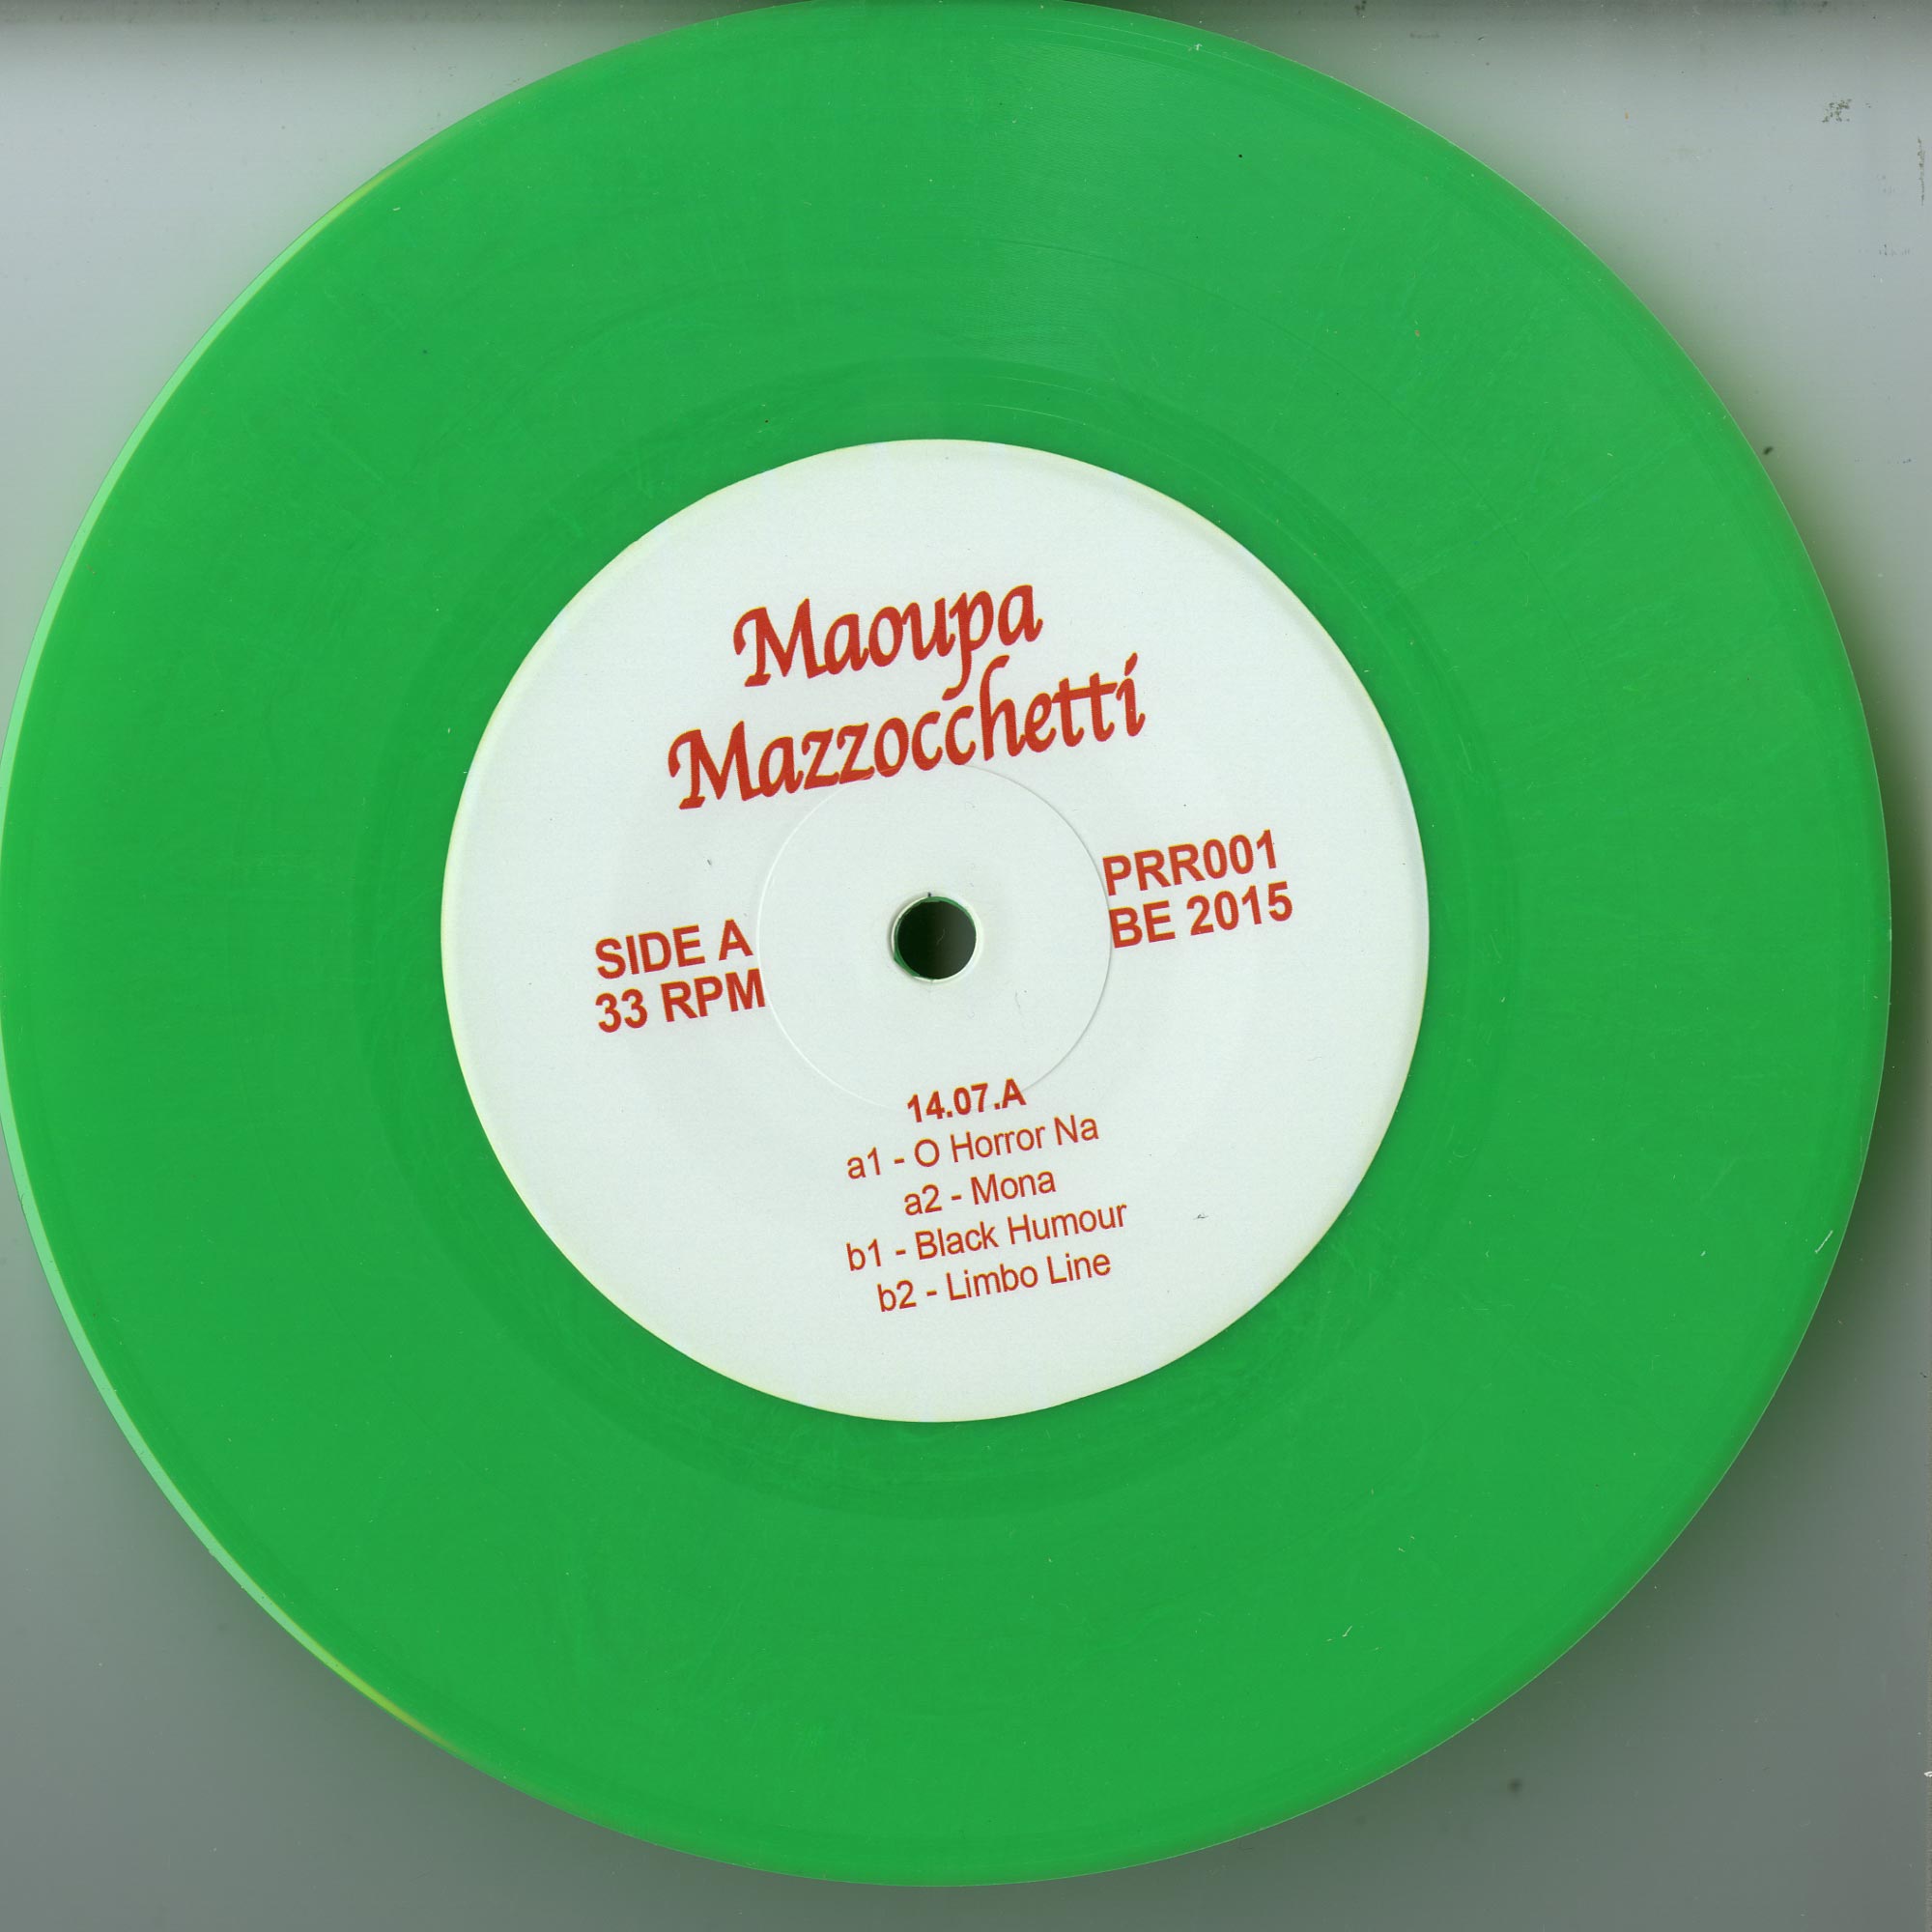 Maoupa
Mazzocchetti
SIDE A
33 RPM
PRR001
BE 2015
14.07.A
a1 - O Horror Na
a2 - Mona
b1 - Black Humour
b2 - Limbo Line